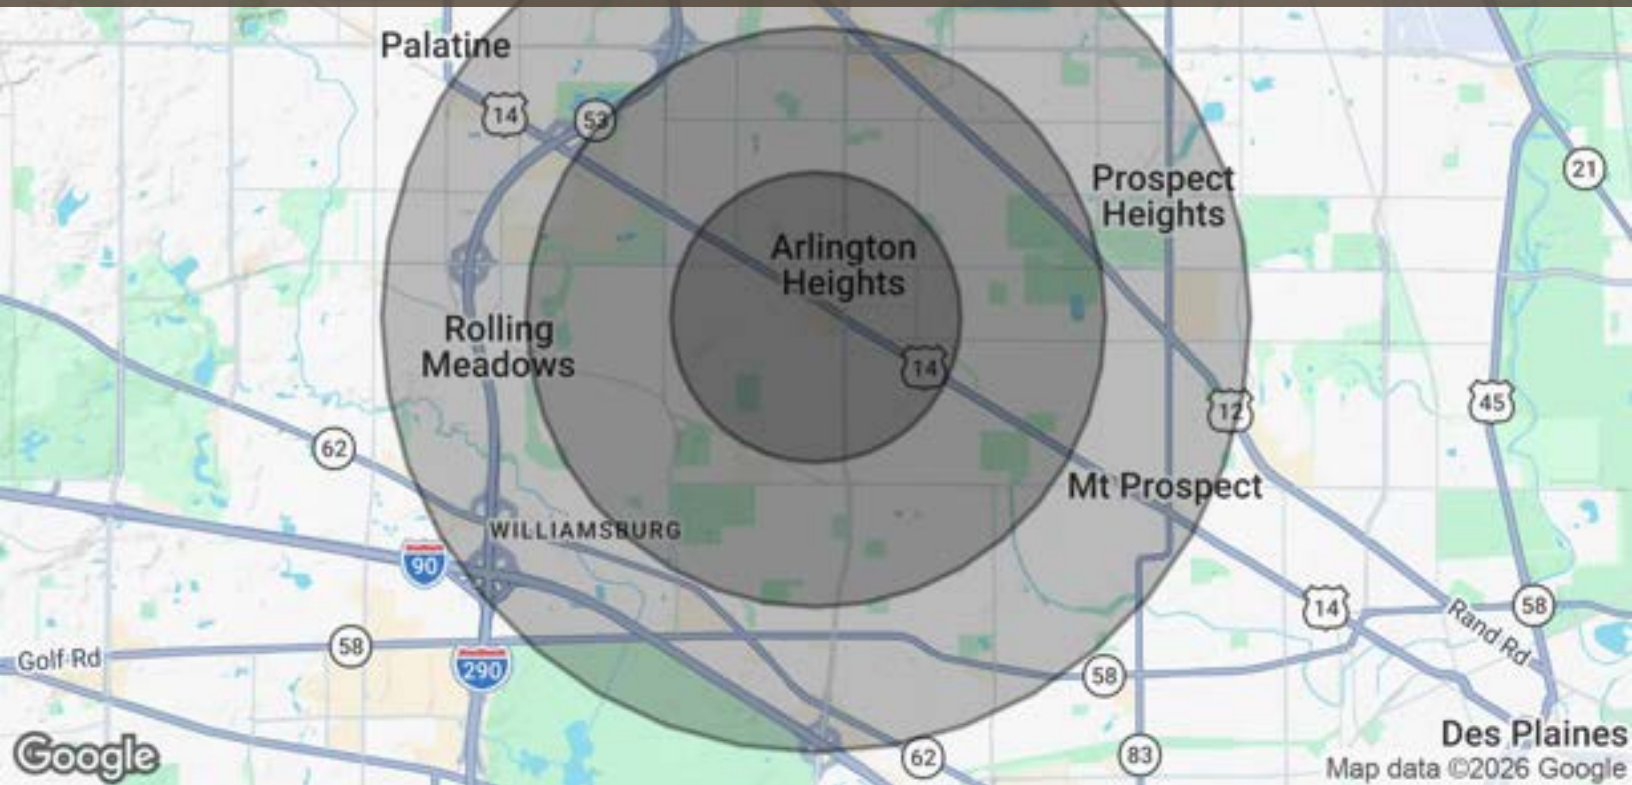 Palatine
14
53
21
Prospect
Heights
Arlington
Heights
Rolling
Meadows
14
12
45
62
Mt Prospect
WILLIAMSBURG
90
14
58
Rand Rd
58
Golf Rd
290
58
Des Plaines
Google
62
83
Map data ©2026 Google